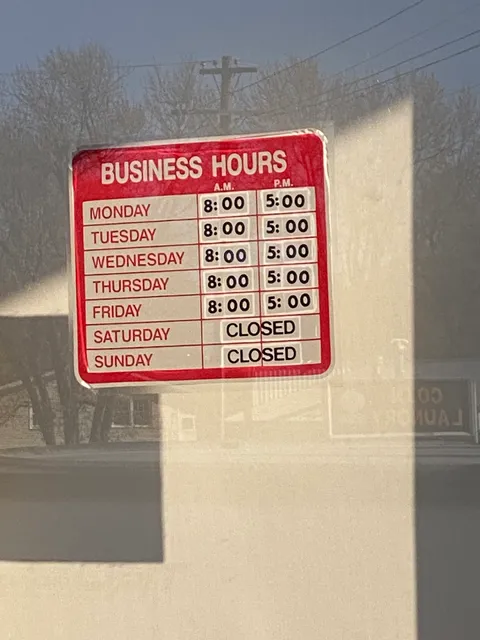 BUSINESS HOURS
A.M. P.M.
MONDAY 8:00 5:00
TUESDAY 8:00 5:00
WEDNESDAY 8:00 5:00
THURSDAY 8:00 5:00
FRIDAY 8:00 5:00
SATURDAY CLOSED
SUNDAY CLOSED
LAUNDRY